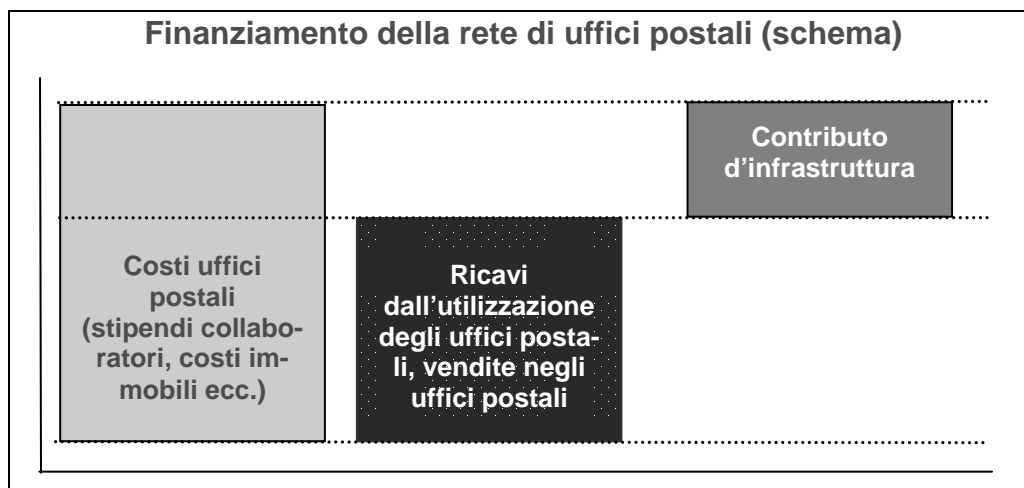 Finanziamento della rete di uffici postali (schema)
Contributo
d’infrastruttura
Costi uffici
postali
(stipendi collabo-
ratori, costi im-
mobili ecc.)
Ricavi
dall’utilizzazione
degli uffici posta-
li, vendite negli
uffici postali